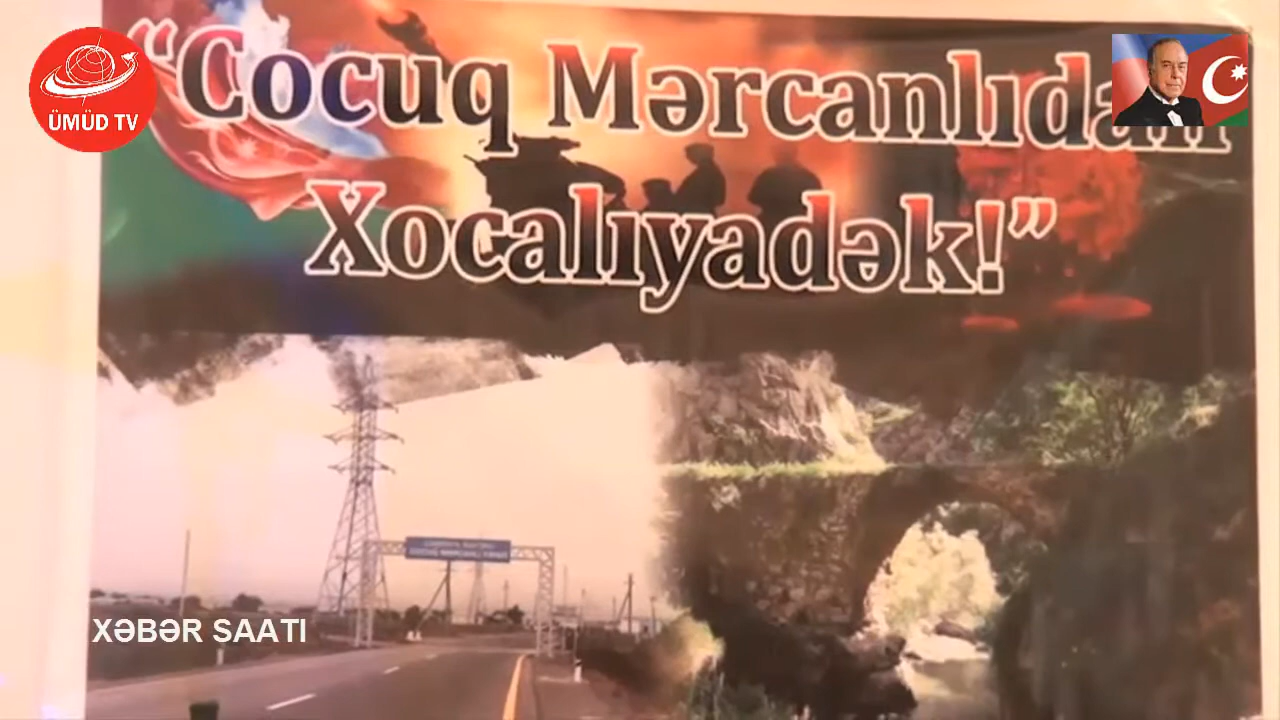 ÜMÜD TV
“Cocuq Mərcanlıdan
Xocalıyadək!”
XƏBƏR SAATI